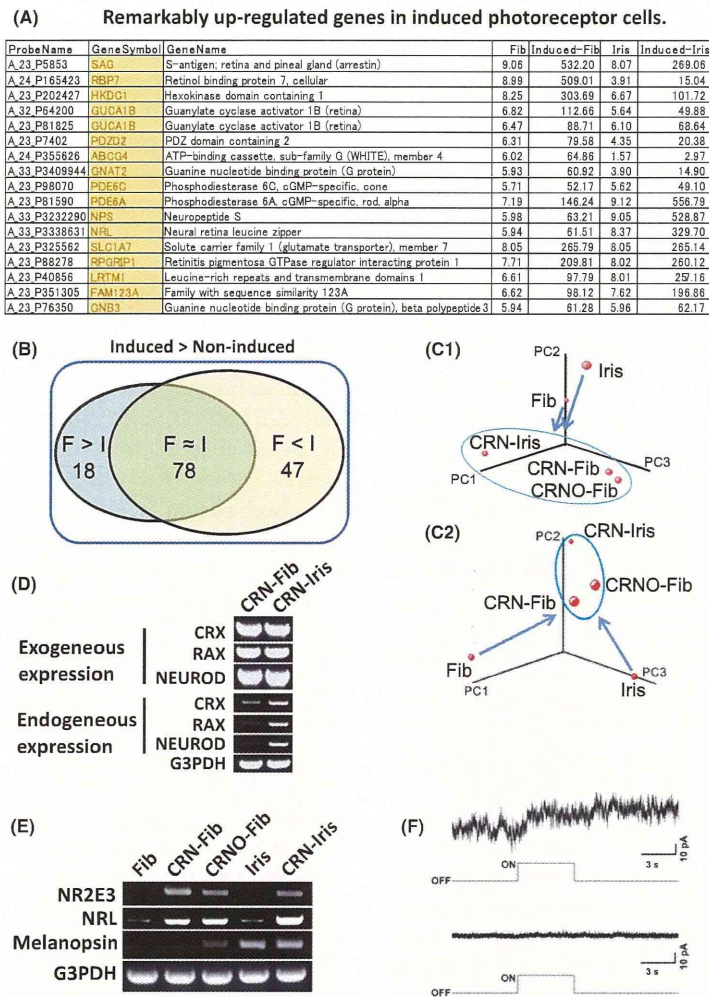 (A) Remarkably up-regulated genes in induced photoreceptor cells.
ProbeName GeneSymbol GeneName Fib Induced-Fib Iris Induced-Iris
A_23_P5853 SAG S-antigen; retina and pineal gland (arrestin) 9.06 532.20 8.07 269.06
A_24_P165423 RBP7 Retinol binding protein 7, cellular 8.99 509.01 3.91 15.04
A_23_P202427 HKDC1 Hexokinase domain containing 1 8.25 303.69 6.67 101.72
A_32_P64200 GUCA1B Guanylate cyclase activator 1B (retina) 6.82 112.66 5.64 49.88
A_23_P81825 GUCA1B Guanylate cyclase activator 1B (retina) 6.47 88.71 6.10 68.64
A_23_P7402 PDZD2 PDZ domain containing 2 6.31 79.58 4.35 20.38
A_24_P355626 ABCG4 ATP-binding cassette, sub-family G (WHITE), member 4 6.02 64.86 1.57 2.97
A_33_P3409944 GNAT2 Guanine nucleotide binding protein (G protein) 5.93 60.92 3.90 14.90
A_23_P98070 PDE6C Phosphodiesterase 6C, cGMP-specific, cone 5.71 52.17 5.62 49.10
A_23_P81590 PDE6A Phosphodiesterase 6A, cGMP-specific, rod, alpha 7.19 146.24 9.12 556.79
A_33_P3232290 NPS Neuropeptide S 5.98 63.21 9.05 528.87
A_33_P3338631 NRL Neural retina leucine zipper 5.94 61.51 8.37 329.70
A_23_P325562 SLC1A7 Solute carrier family 1 (glutamate transporter), member 7 8.05 265.79 8.05 265.14
A_23_P88278 RPGRIP1 Retinitis pigmentosa GTPase regulator interacting protein 1 7.71 209.81 8.02 260.12
A_23_P40856 LRTM1 Leucine-rich repeats and transmembrane domains 1 6.61 97.79 8.01 257.16
A_23_P351305 FAM123A Family with sequence similarity 123A 6.62 98.12 7.62 196.86
A_23_P76350 GNB3 Guanine nucleotide binding protein (G protein), beta polypeptide 3 5.94 61.28 5.96 62.17
(B) Induced > Non-induced
F > I F ≈ I F < I
18 78 47
(C1)
PC2
Iris
Fib
CRN-Iris
CRN-Fib
CRNO-Fib
PC1
PC3
(C2)
PC2
CRN-Iris
CRNO-Fib
CRN-Fib
Fib
PC1
PC3
Iris
(D)
CRN-Fib
CRN-Iris
Exogeneous expression
CRX
RAX
NEUROD
Endogeneous expression
CRX
RAX
NEUROD
G3PDH
(E)
Fib CRN-Fib CRNO-Fib Iris CRN-Iris
NR2E3
NRL
Melanopsin
G3PDH
(F)
10 pA
3 s
ON
OFF
10 pA
3 s
ON
OFF